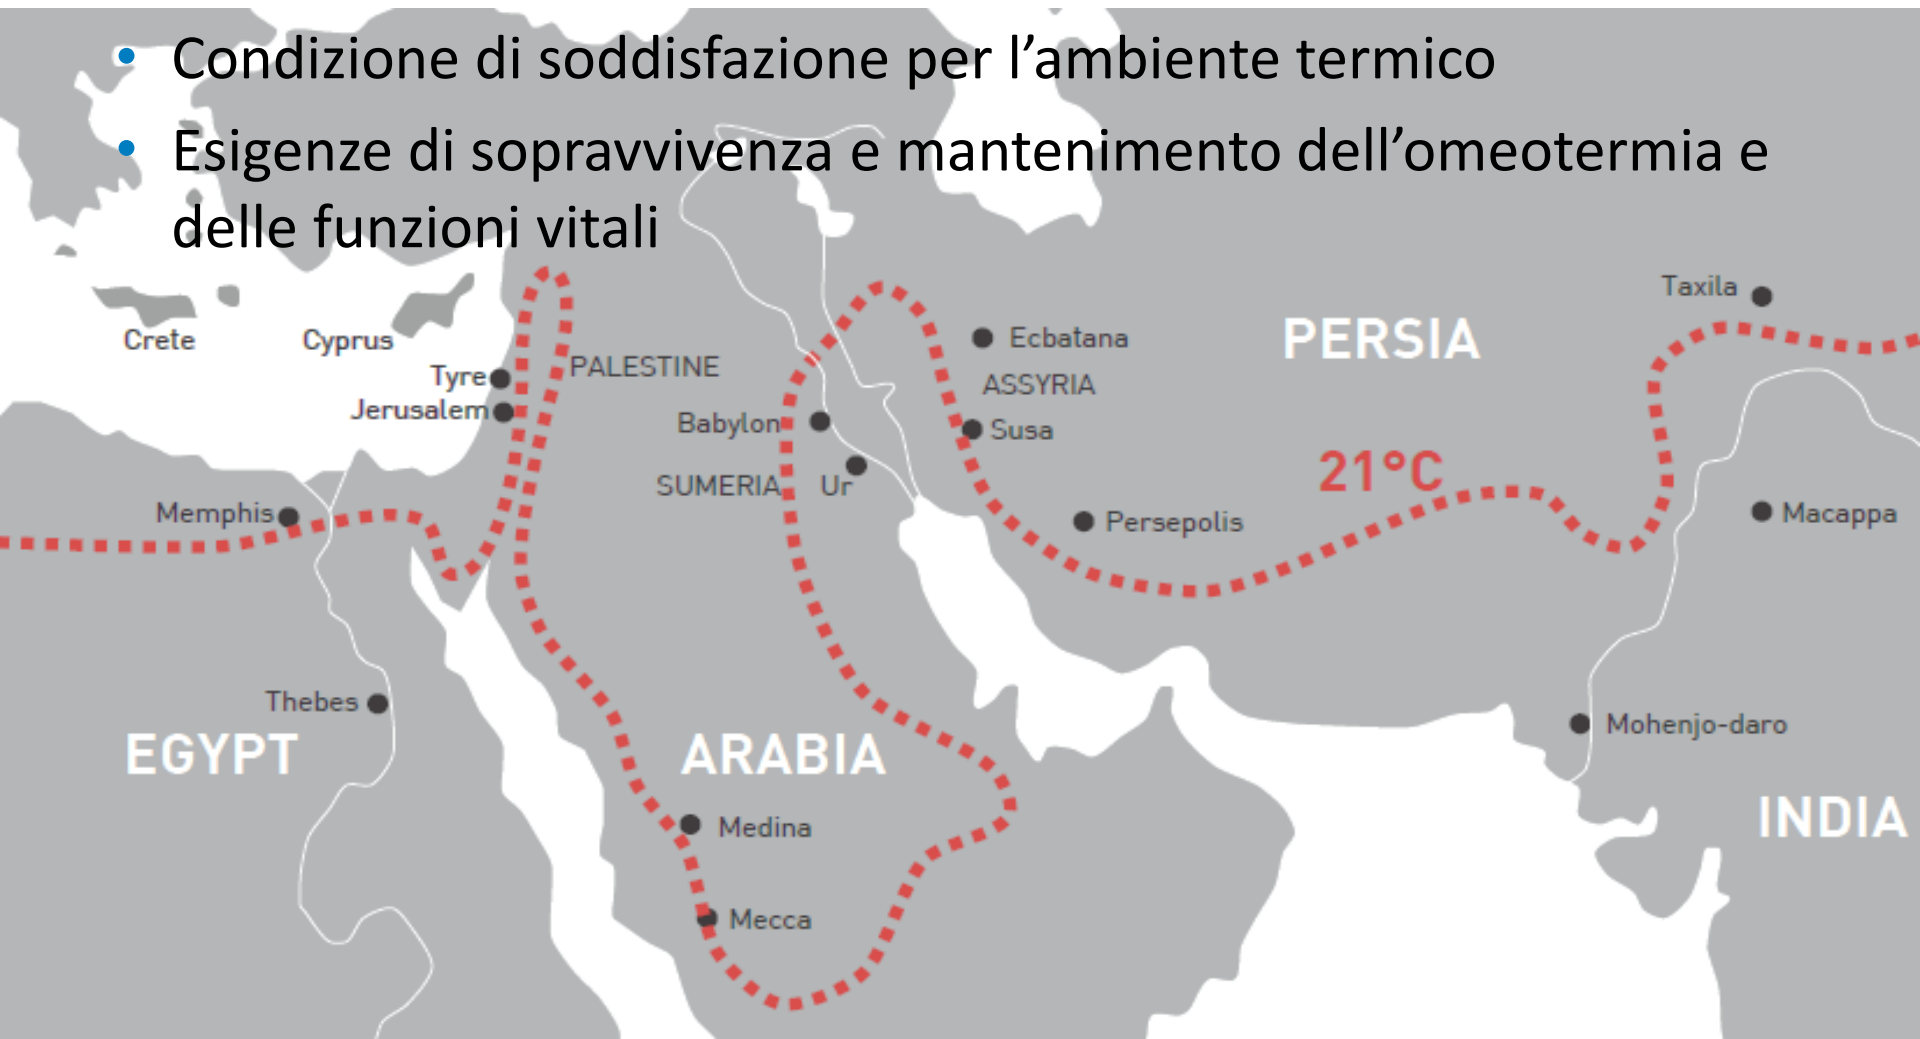 • Condizione di soddisfazione per l’ambiente termico
• Esigenze di sopravvivenza e mantenimento dell’omeotermia e
delle funzioni vitali
Taxila
Crete
Cyprus
Ecbatana
PERSIA
Tyre
PALESTINE
ASSYRIA
Jerusalem
Babylon
Susa
21°C
SUMERIA
Ur
Memphis
Persepolis
Macappa
Thebes
Mohenjo-daro
EGYPT
ARABIA
INDIA
Medina
Mecca